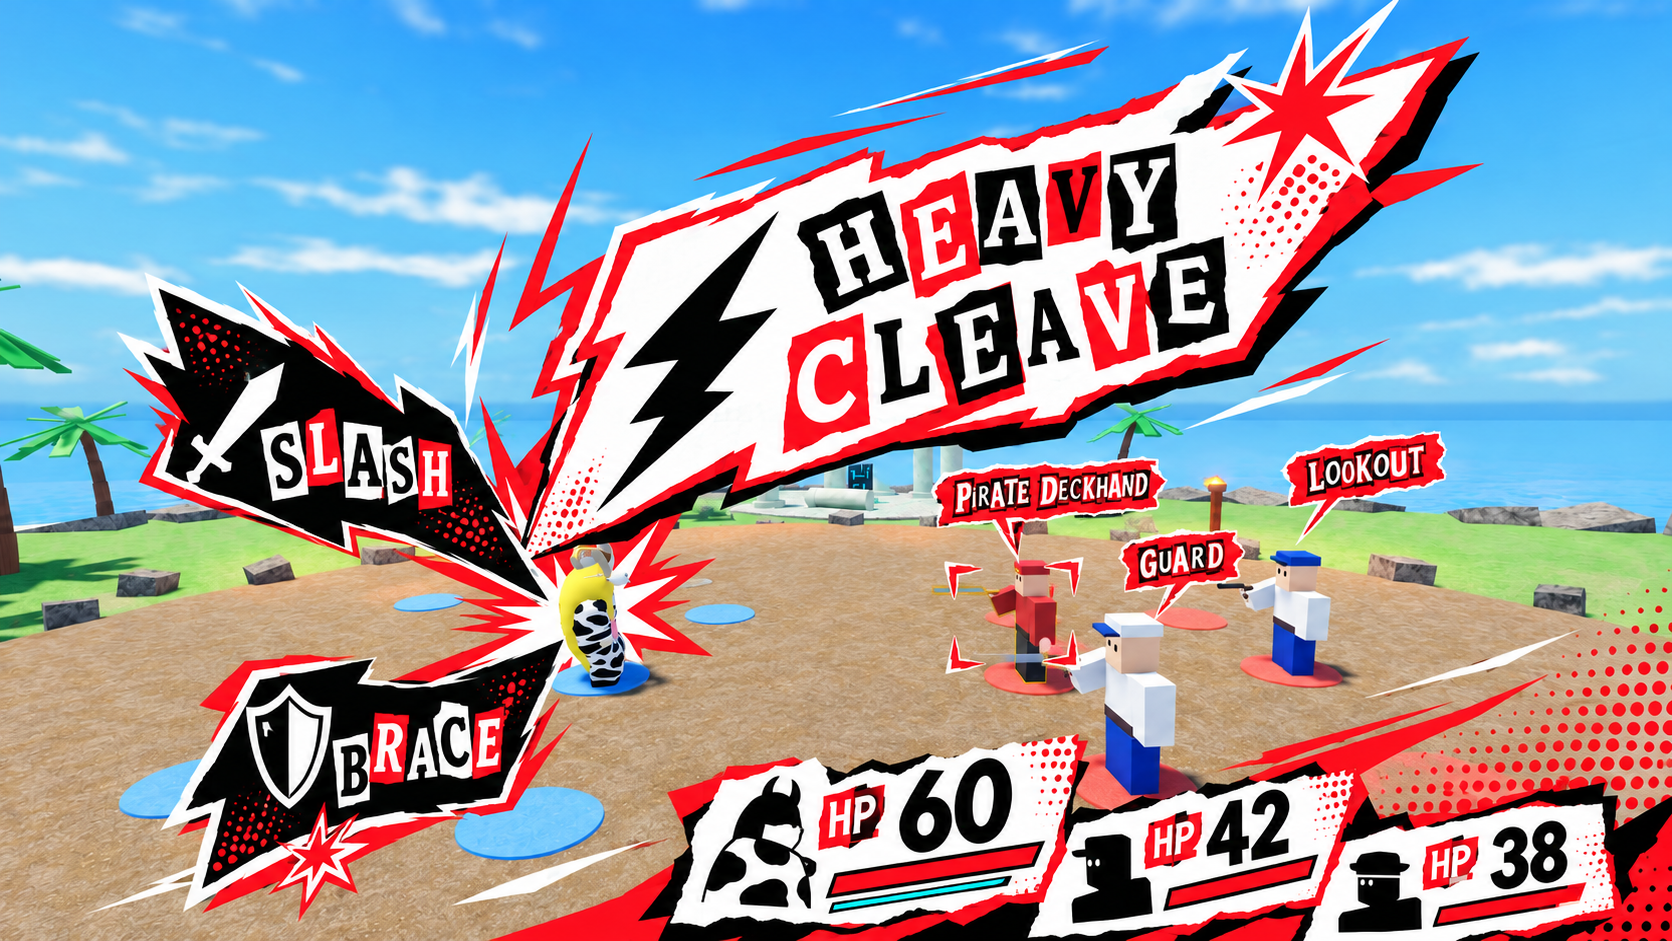 HEAVY
CLEAVE
SLASH
PIRATE DECKHAND
LOOKOUT
GUARD
BRACE
HP 60
HP 42
HP 38